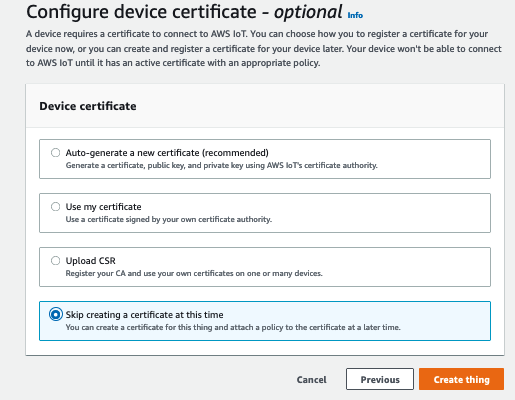 Configure device certificate - optional Info
A device requires a certificate to connect to AWS IoT. You can choose how you to register a certificate for your
device now, or you can create and register a certificate for your device later. Your device won't be able to connect
to AWS IoT until it has an active certificate with an appropriate policy.
Device certificate
Auto-generate a new certificate (recommended)
Generate a certificate, public key, and private key using AWS IoT's certificate authority.
Use my certificate
Use a certificate signed by your own certificate authority.
Upload CSR
Register your CA and use your own certificates on one or many devices.
Skip creating a certificate at this time
You can create a certificate for this thing and attach a policy to the certificate at a later time.
Cancel Previous Create thing